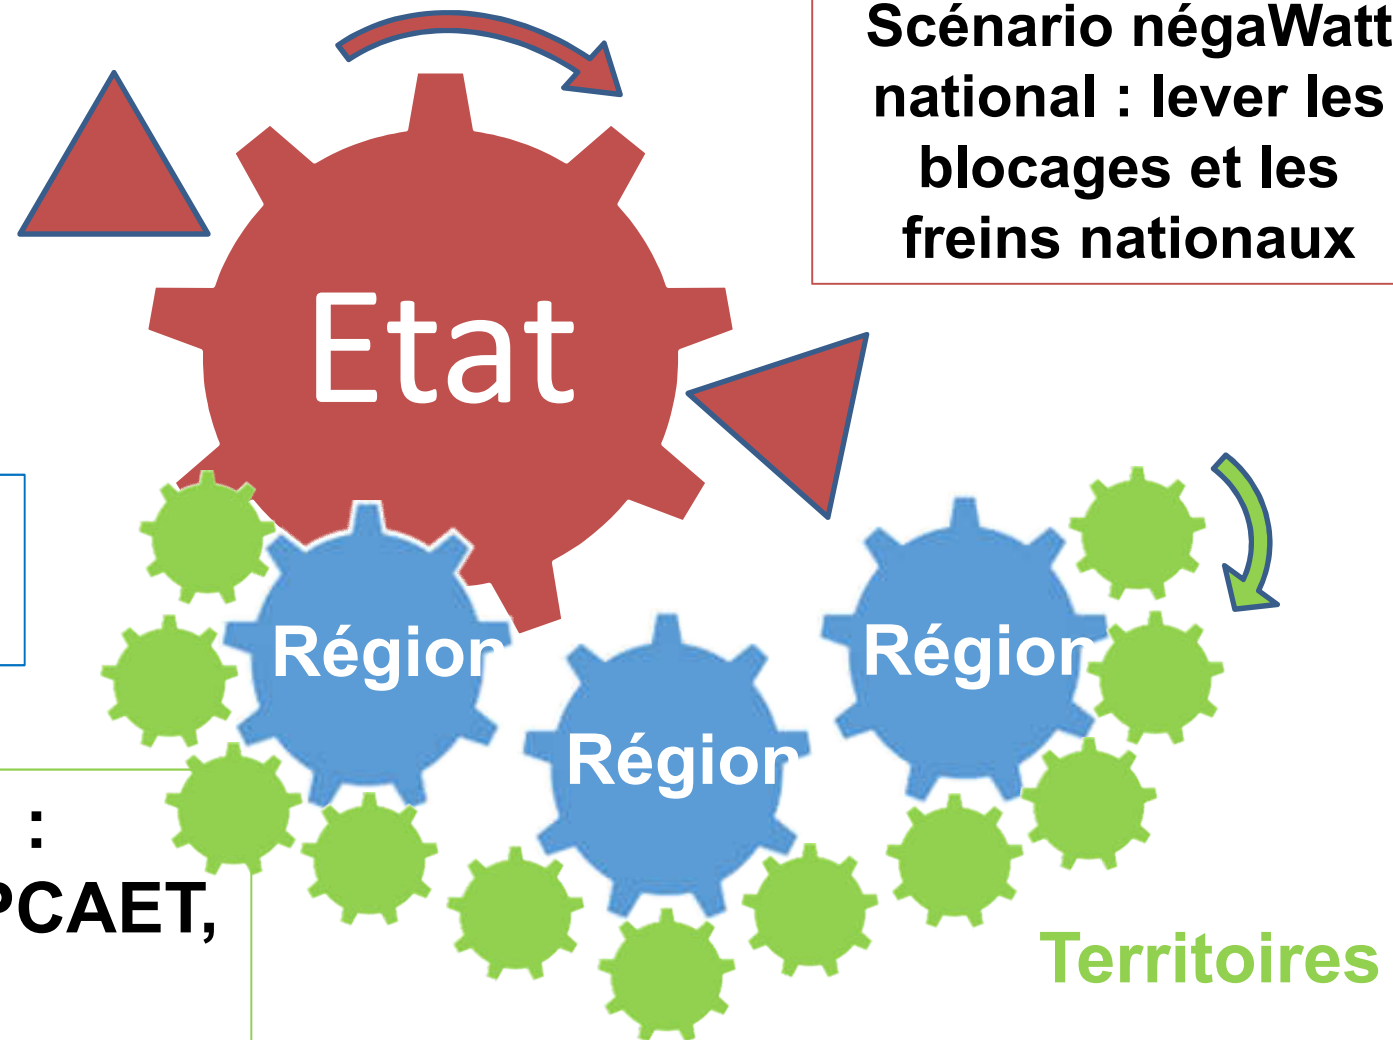 Scénario négaWatt
national : lever les
blocages et les
freins nationaux
Etat
Région
Région
Région
:
PCAET,
Territoires